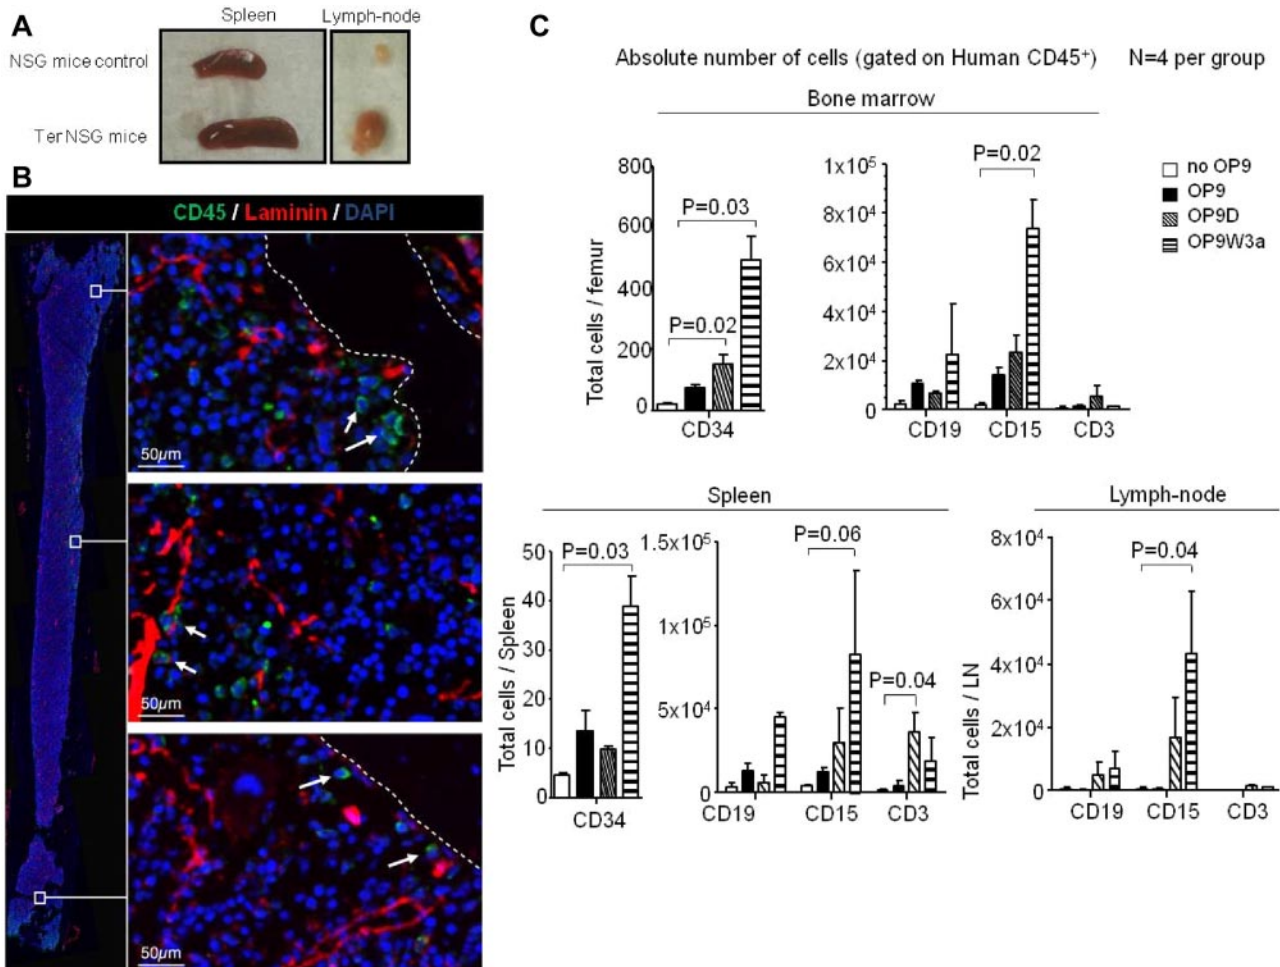 A
Spleen Lymph-node
NSG mice control
Ter NSG mice
B
CD45 / Laminin / DAPI
50µm
50µm
50µm
C
Absolute number of cells (gated on Human CD45⁺) N=4 per group
Bone marrow
Total cells / femur
800
600
400
200
0
P=0.03
P=0.02
CD34
1x10⁵
8x10⁴
6x10⁴
4x10⁴
2x10⁴
0
P=0.02
CD19 CD15 CD3
no OP9
OP9
OP9D
OP9W3a
Spleen
Total cells / Spleen
50
40
30
20
10
0
P=0.03
CD34
1.5x10⁵
1x10⁵
5x10⁴
0
P=0.06
P=0.04
CD19 CD15 CD3
Lymph-node
Total cells / LN
8x10⁴
6x10⁴
4x10⁴
2x10⁴
0
P=0.04
CD19 CD15 CD3